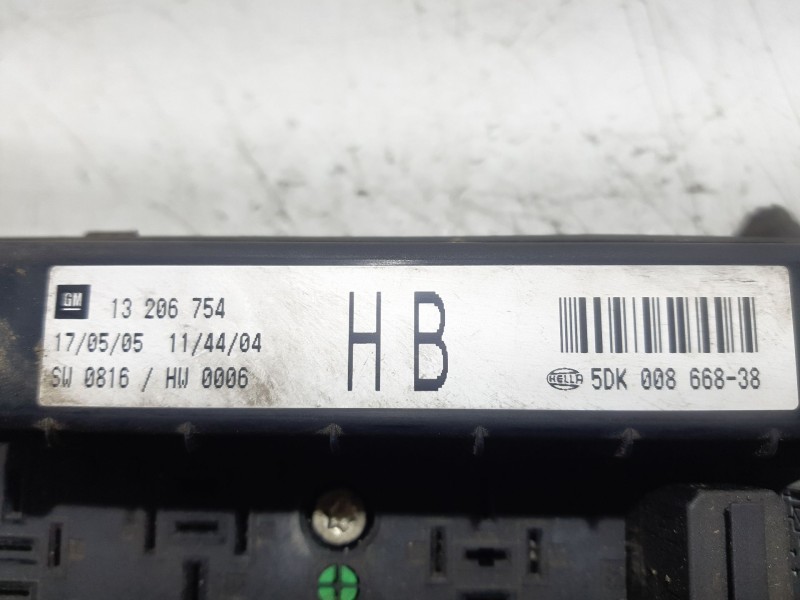 GM 13 206 754
17/05/05 11/44/04
SW 0816 / HW 0006
HB
HELLA 5DK 008 668-38